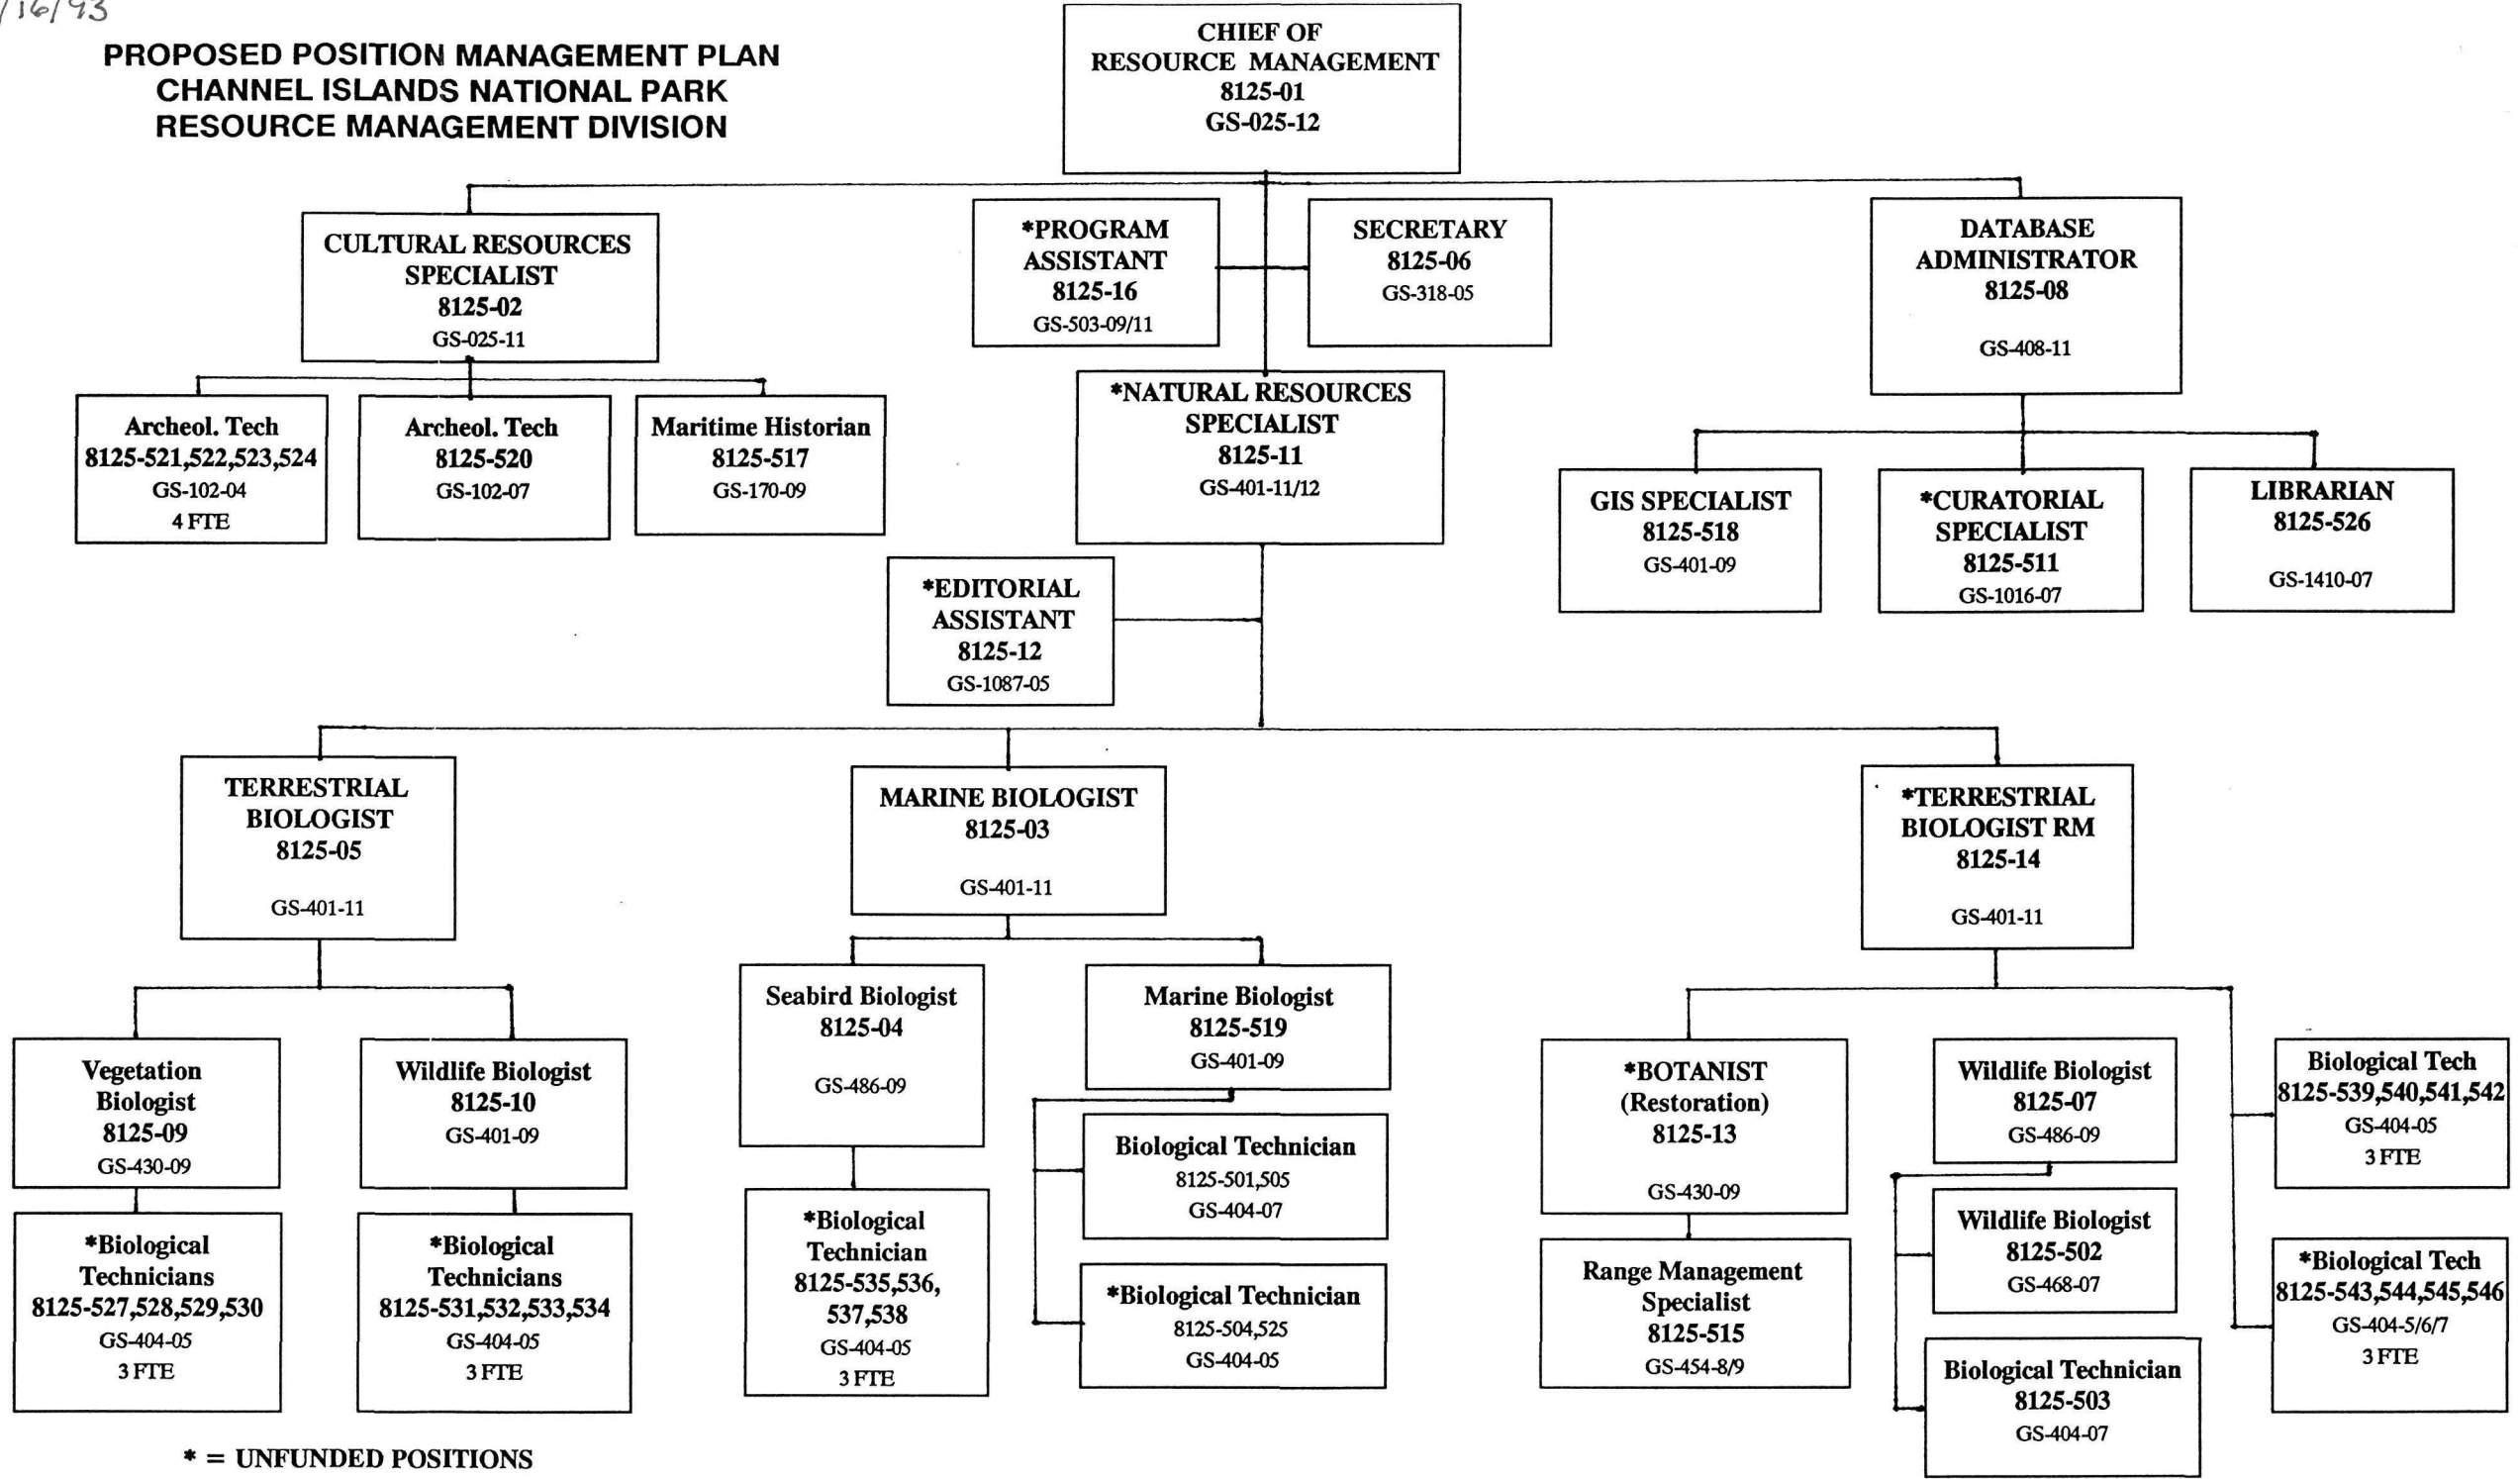 /16/93
PROPOSED POSITION MANAGEMENT PLAN
CHANNEL ISLANDS NATIONAL PARK
RESOURCE MANAGEMENT DIVISION
CHIEF OF
RESOURCE MANAGEMENT
8125-01
GS-025-12
CULTURAL RESOURCES
SPECIALIST
8125-02
GS-025-11
*PROGRAM
ASSISTANT
8125-16
GS-503-09/11
SECRETARY
8125-06
GS-318-05
DATABASE
ADMINISTRATOR
8125-08
GS-408-11
Archeol. Tech
8125-521,522,523,524
GS-102-04
4 FTE
Archeol. Tech
8125-520
GS-102-07
Maritime Historian
8125-517
GS-170-09
*NATURAL RESOURCES
SPECIALIST
8125-11
GS-401-11/12
GIS SPECIALIST
8125-518
GS-401-09
*CURATORIAL
SPECIALIST
8125-511
GS-1016-07
LIBRARIAN
8125-526
GS-1410-07
*EDITORIAL
ASSISTANT
8125-12
GS-1087-05
TERRESTRIAL
BIOLOGIST
8125-05
GS-401-11
MARINE BIOLOGIST
8125-03
GS-401-11
*TERRESTRIAL
BIOLOGIST RM
8125-14
GS-401-11
Vegetation
Biologist
8125-09
GS-430-09
Wildlife Biologist
8125-10
GS-401-09
Seabird Biologist
8125-04
GS-486-09
Marine Biologist
8125-519
GS-401-09
*BOTANIST
(Restoration)
8125-13
GS-430-09
Wildlife Biologist
8125-07
GS-486-09
Biological Tech
8125-539,540,541,542
GS-404-05
3 FTE
*Biological
Technicians
8125-527,528,529,530
GS-404-05
3 FTE
*Biological
Technicians
8125-531,532,533,534
GS-404-05
3 FTE
*Biological
Technician
8125-535,536,
537,538
GS-404-05
3 FTE
Biological Technician
8125-501,505
GS-404-07
*Biological Technician
8125-504,525
GS-404-05
Range Management
Specialist
8125-515
GS-454-8/9
Wildlife Biologist
8125-502
GS-468-07
Biological Technician
8125-503
GS-404-07
*Biological Tech
8125-543,544,545,546
GS-404-5/6/7
3 FTE
* = UNFUNDED POSITIONS